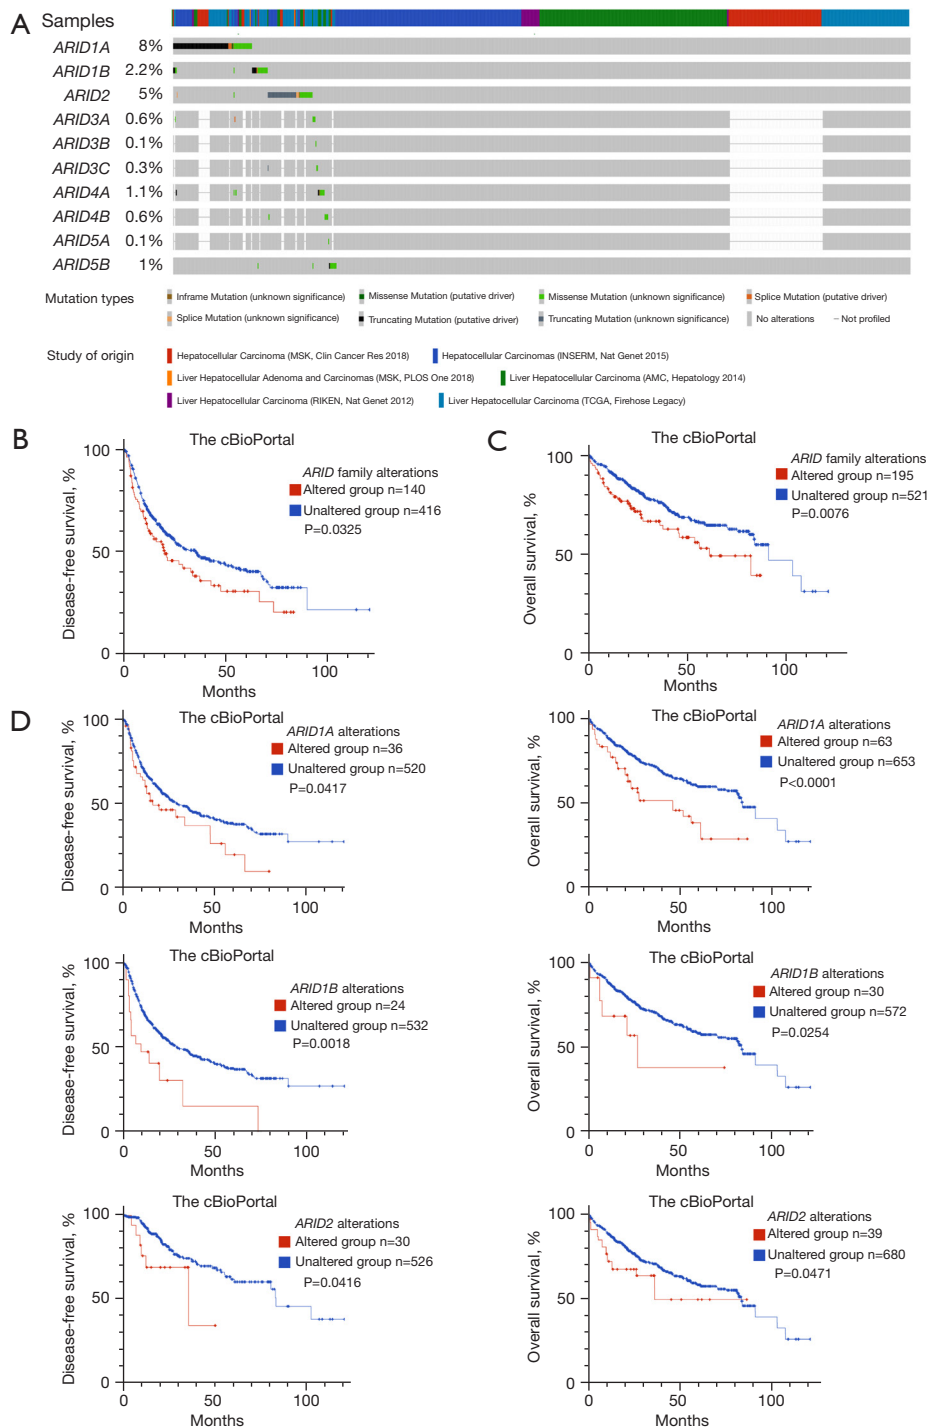 A
Samples
ARID1A 8%
ARID1B 2.2%
ARID2 5%
ARID3A 0.6%
ARID3B 0.1%
ARID3C 0.3%
ARID4A 1.1%
ARID4B 0.6%
ARID5A 0.1%
ARID5B 1%
Mutation types
Inframe Mutation (unknown significance) Missense Mutation (putative driver) Missense Mutation (unknown significance) Splice Mutation (putative driver)
Splice Mutation (unknown significance) Truncating Mutation (putative driver) Truncating Mutation (unknown significance) No alterations Not profiled
Study of origin
Hepatocellular Carcinoma (MSK, Clin Cancer Res 2018) Hepatocellular Carcinomas (INSERM, Nat Genet 2015)
Liver Hepatocellular Adenoma and Carcinomas (MSK, PLOS One 2018) Liver Hepatocellular Carcinoma (AMC, Hepatology 2014)
Liver Hepatocellular Carcinoma (RIKEN, Nat Genet 2012) Liver Hepatocellular Carcinoma (TCGA, Firehose Legacy)
B
The cBioPortal
Disease-free survival, %
100
50
0
ARID family alterations
Altered group n=140
Unaltered group n=416
P=0.0325
0 50 100
Months
C
The cBioPortal
Overall survival, %
100
50
0
ARID family alterations
Altered group n=195
Unaltered group n=521
P=0.0076
0 50 100
Months
D
The cBioPortal
Disease-free survival, %
100
50
0
ARID1A alterations
Altered group n=36
Unaltered group n=520
P=0.0417
0 50 100
Months
The cBioPortal
Overall survival, %
100
50
0
ARID1A alterations
Altered group n=63
Unaltered group n=653
P<0.0001
0 50 100
Months
The cBioPortal
Disease-free survival, %
100
50
0
ARID1B alterations
Altered group n=24
Unaltered group n=532
P=0.0018
0 50 100
Months
The cBioPortal
Overall survival, %
100
50
0
ARID1B alterations
Altered group n=30
Unaltered group n=572
P=0.0254
0 50 100
Months
The cBioPortal
Disease-free survival, %
100
50
0
ARID2 alterations
Altered group n=30
Unaltered group n=526
P=0.0416
0 50 100
Months
The cBioPortal
Overall survival, %
100
50
0
ARID2 alterations
Altered group n=39
Unaltered group n=680
P=0.0471
0 50 100
Months